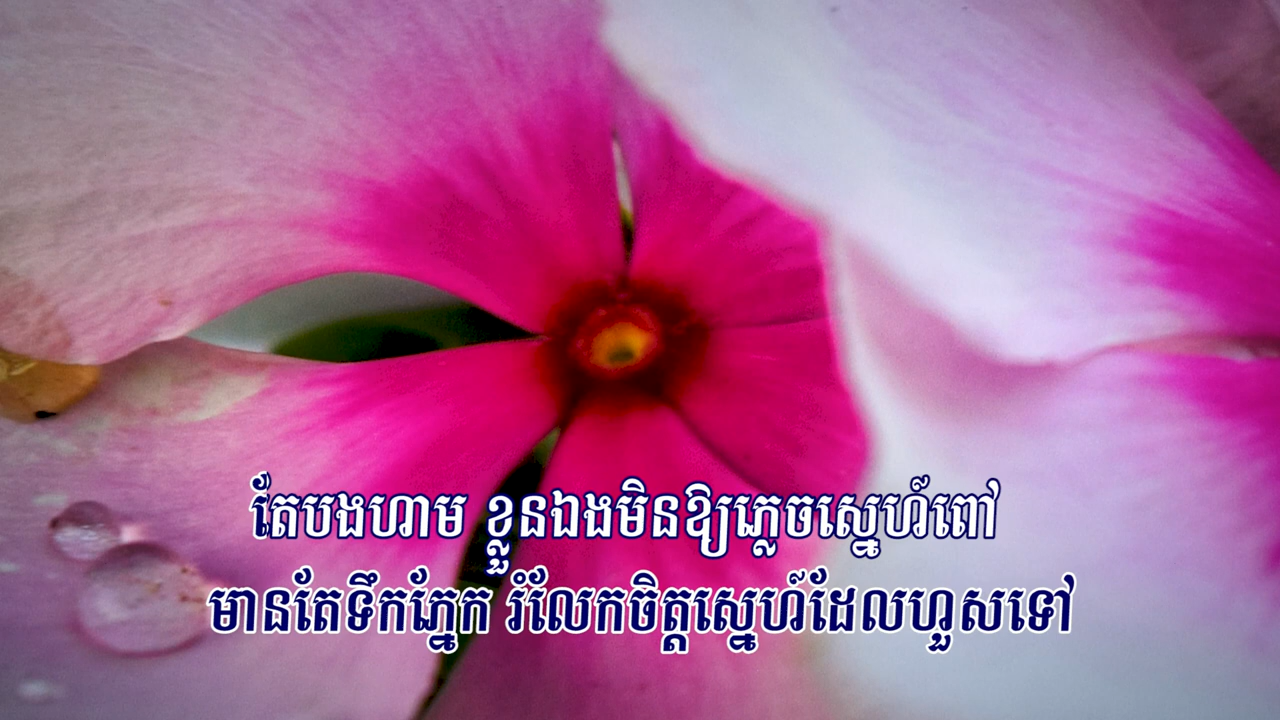 តែបងហាម ខ្លួនឯងមិនឱ្យភ្លេចស្នេហ៍ពៅ
មានតែទឹកភ្នែក រំលែកចិត្តស្នេហ៍ដែលហួសទៅ